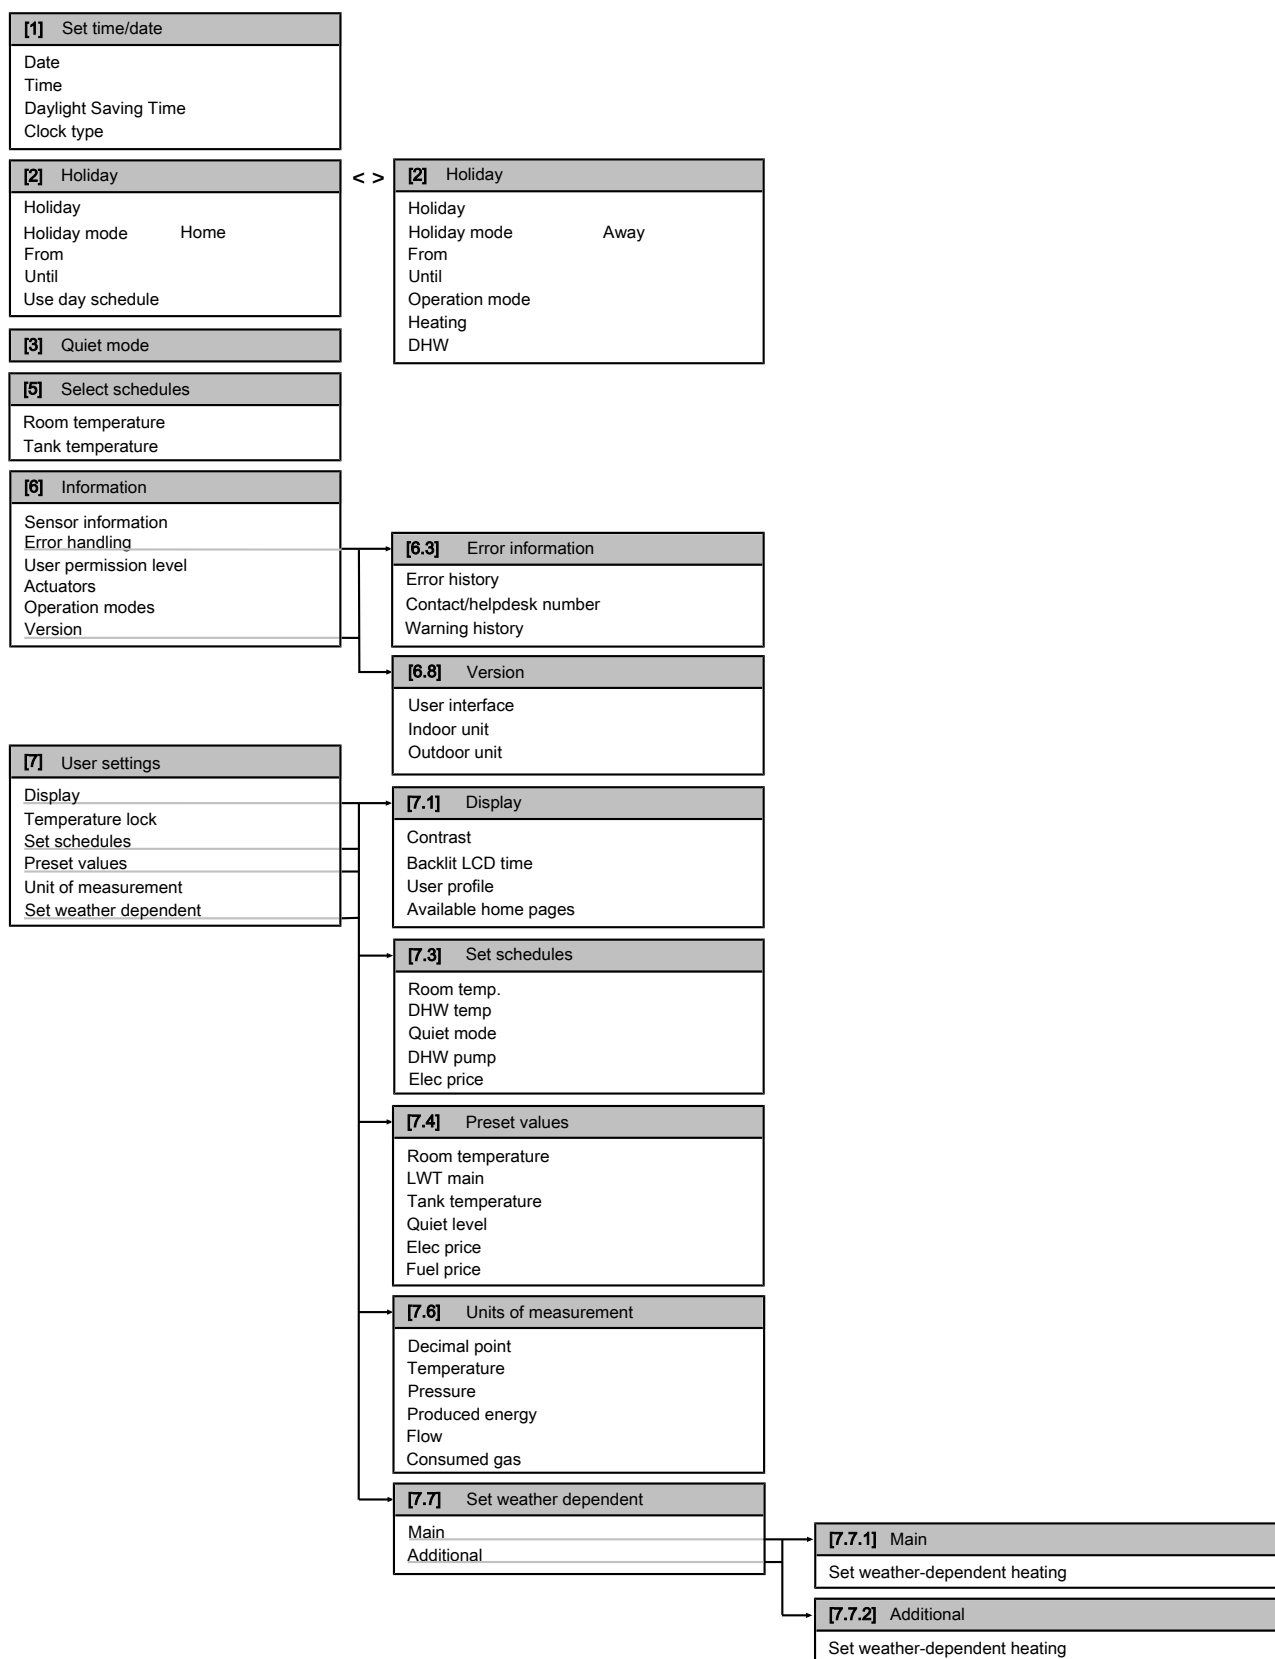 [1] Set time/date
Date
Time
Daylight Saving Time
Clock type
[2] Holiday
Holiday
Holiday mode Home
From
Until
Use day schedule
< >
[2] Holiday
Holiday
Holiday mode Away
From
Until
Operation mode
Heating
DHW
[3] Quiet mode
[5] Select schedules
Room temperature
Tank temperature
[6] Information
Sensor information
Error handling
User permission level
Actuators
Operation modes
Version
[6.3] Error information
Error history
Contact/helpdesk number
Warning history
[6.8] Version
User interface
Indoor unit
Outdoor unit
[7] User settings
Display
Temperature lock
Set schedules
Preset values
Unit of measurement
Set weather dependent
[7.1] Display
Contrast
Backlit LCD time
User profile
Available home pages
[7.3] Set schedules
Room temp.
DHW temp
Quiet mode
DHW pump
Elec price
[7.4] Preset values
Room temperature
LWT main
Tank temperature
Quiet level
Elec price
Fuel price
[7.6] Units of measurement
Decimal point
Temperature
Pressure
Produced energy
Flow
Consumed gas
[7.7] Set weather dependent
Main
Additional
[7.7.1] Main
Set weather-dependent heating
[7.7.2] Additional
Set weather-dependent heating